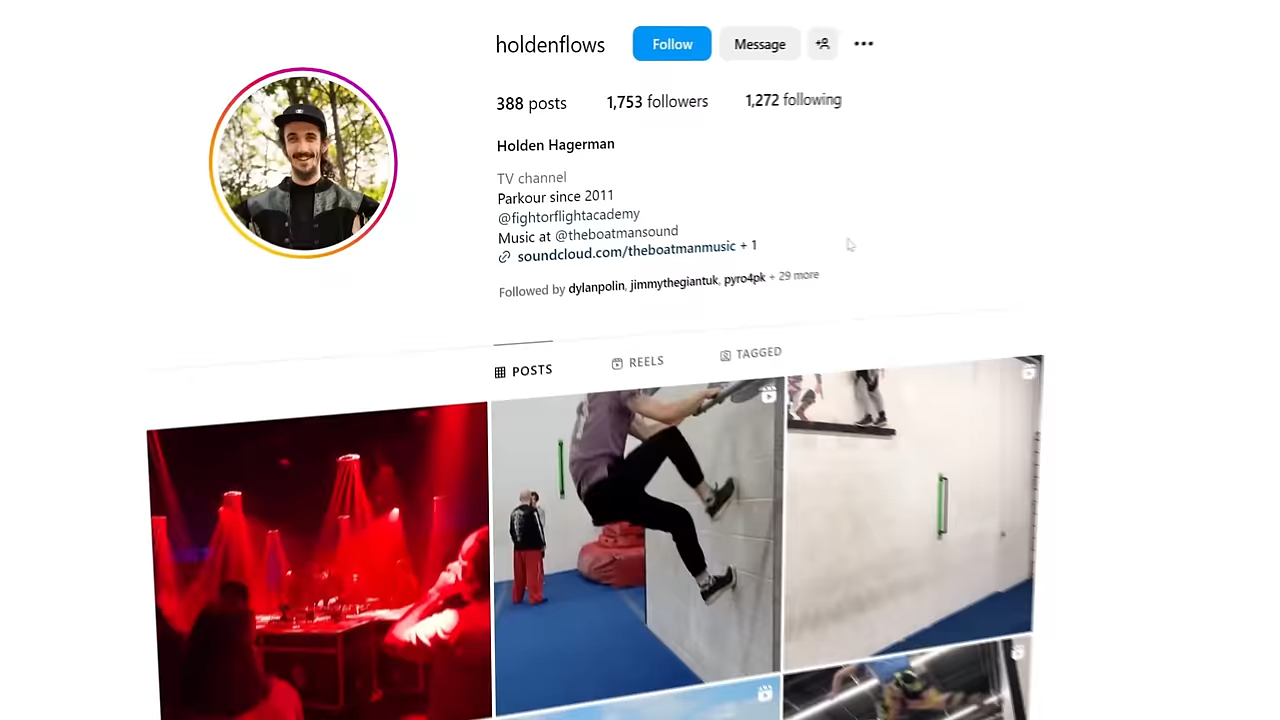 holdenflows Follow Message
388 posts 1,753 followers 1,272 following
Holden Hagerman
TV channel
Parkour since 2011
@fightorflightacademy
Music at @theboatmansound
soundcloud.com/theboatmanmusic + 1
Followed by dylanpolin, jimmythegiantuk, pyro4pk + 29 more
POSTS REELS TAGGED